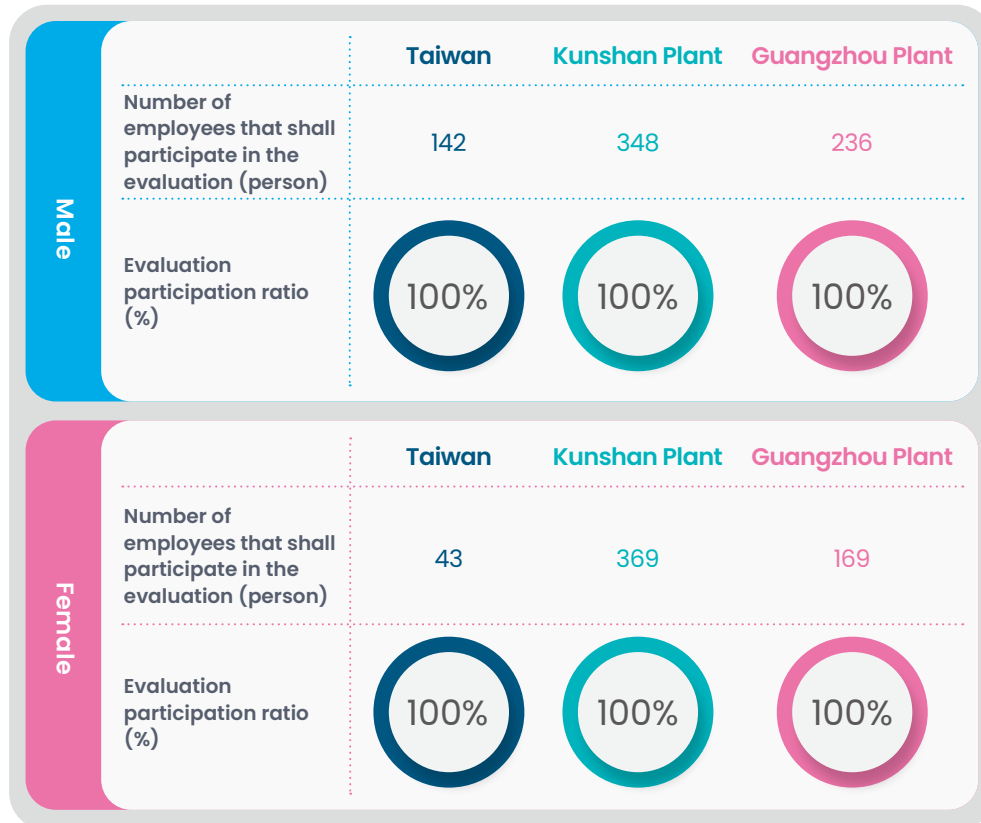 Male
Taiwan Kunshan Plant Guangzhou Plant
Number of
employees that shall
participate in the
evaluation (person)
142 348 236
Evaluation
participation ratio
(%)
100% 100% 100%
Female
Taiwan Kunshan Plant Guangzhou Plant
Number of
employees that shall
participate in the
evaluation (person)
43 369 169
Evaluation
participation ratio
(%)
100% 100% 100%